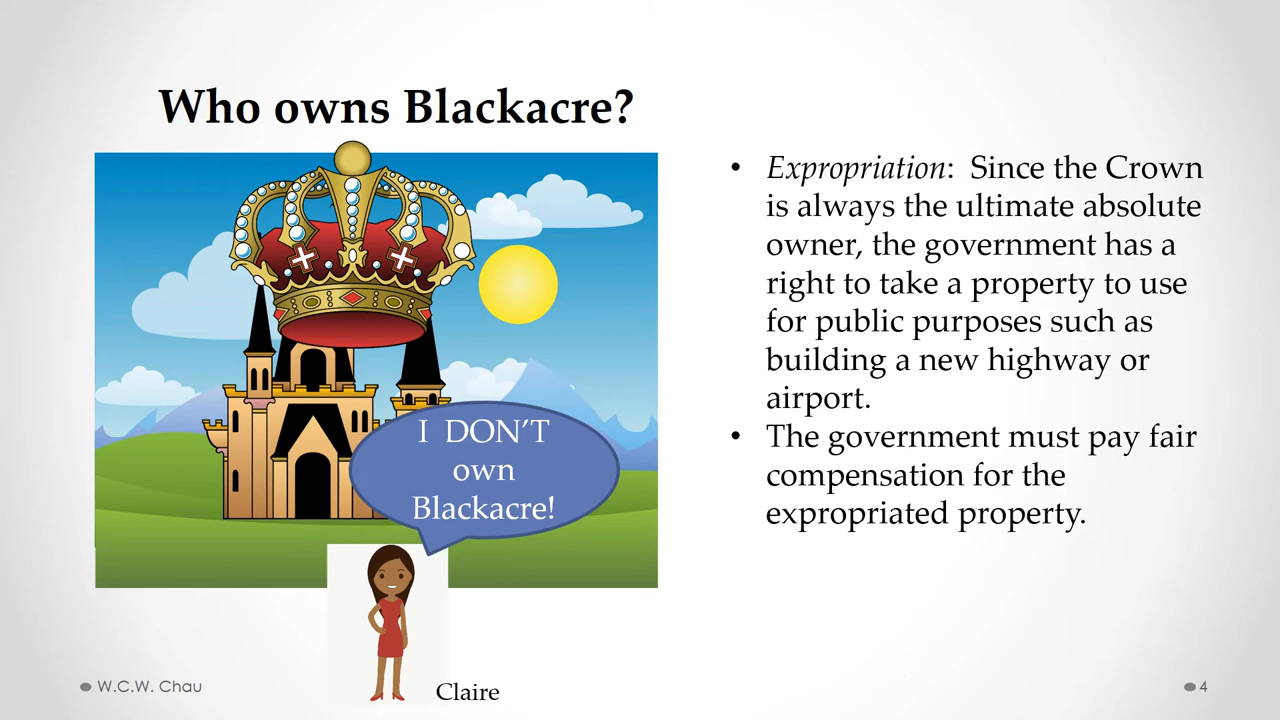 Who owns Blackacre?
I DON’T
own
Blackacre!
Claire
• Expropriation: Since the Crown
is always the ultimate absolute
owner, the government has a
right to take a property to use
for public purposes such as
building a new highway or
airport.
• The government must pay fair
compensation for the
expropriated property.
W.C.W. Chau
4